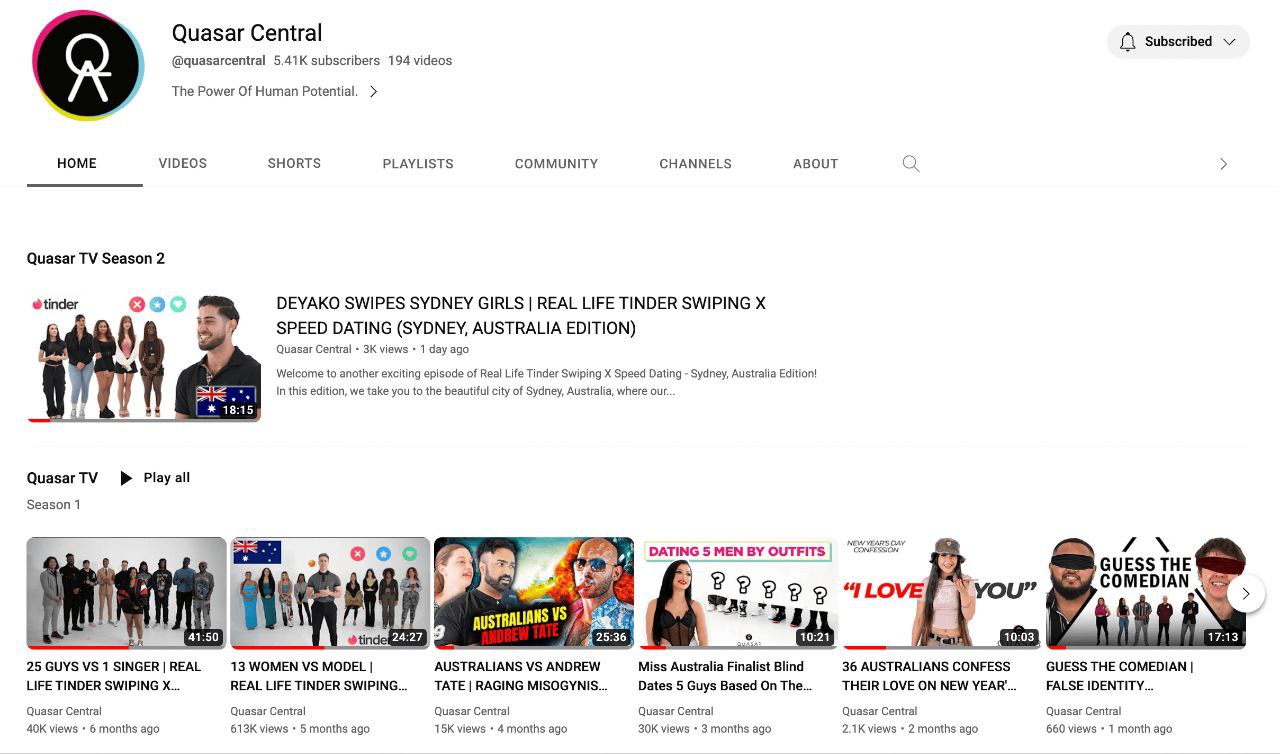 Quasar Central
@quasarcentral 5.41K subscribers 194 videos
The Power Of Human Potential.
Subscribed
HOME VIDEOS SHORTS PLAYLISTS COMMUNITY CHANNELS ABOUT
Quasar TV Season 2
tinder
18:15
DEYAKO SWIPES SYDNEY GIRLS | REAL LIFE TINDER SWIPING X
SPEED DATING (SYDNEY, AUSTRALIA EDITION)
Quasar Central • 3K views • 1 day ago
Welcome to another exciting episode of Real Life Tinder Swiping X Speed Dating - Sydney, Australia Edition!
In this edition, we take you to the beautiful city of Sydney, Australia, where our...
Quasar TV Play all
Season 1
41:50
25 GUYS VS 1 SINGER | REAL
LIFE TINDER SWIPING X...
Quasar Central
40K views • 6 months ago
tinder
24:27
13 WOMEN VS MODEL |
REAL LIFE TINDER SWIPING...
Quasar Central
613K views • 5 months ago
AUSTRALIANS VS
ANDREW TATE
25:36
AUSTRALIANS VS ANDREW
TATE | RAGING MISOGYNIS...
Quasar Central
15K views • 4 months ago
DATING 5 MEN BY OUTFITS
? ? ? ? ?
QUASAR
10:21
Miss Australia Finalist Blind
Dates 5 Guys Based On The...
Quasar Central
30K views • 3 months ago
NEW YEAR'S DAY
CONFESSION
“I LOVE YOU”
10:03
36 AUSTRALIANS CONFESS
THEIR LOVE ON NEW YEAR'...
Quasar Central
2.1K views • 2 months ago
GUESS THE
COMEDIAN
17:13
GUESS THE COMEDIAN |
FALSE IDENTITY...
Quasar Central
660 views • 1 month ago